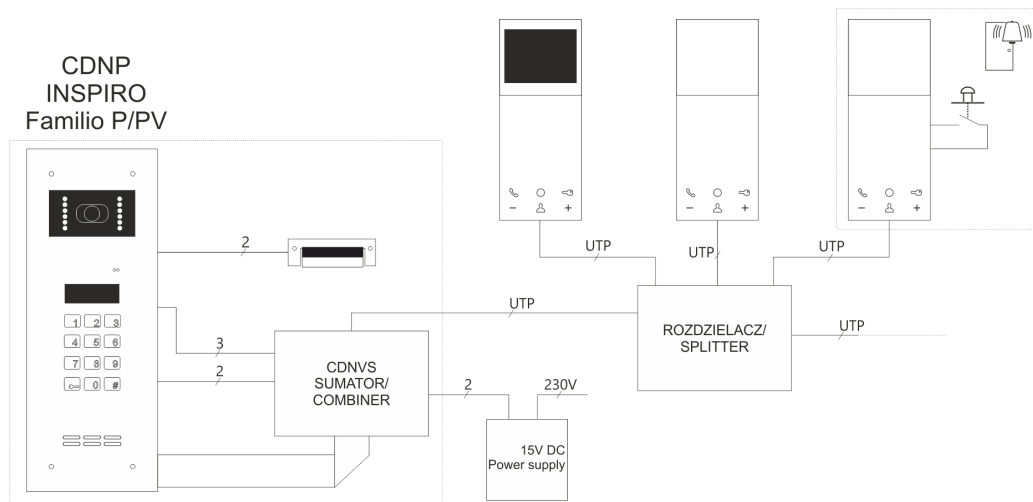 CDNP
INSPIRO
Familio P/PV
1 2 3
4 5 6
7 8 9
0 #
2
3
2
CDNVS
SUMATOR/
COMBINER
UTP
2
230V
15V DC
Power supply
- +
- +
- +
UTP
UTP
UTP
ROZDZIELACZ/
SPLITTER
UTP